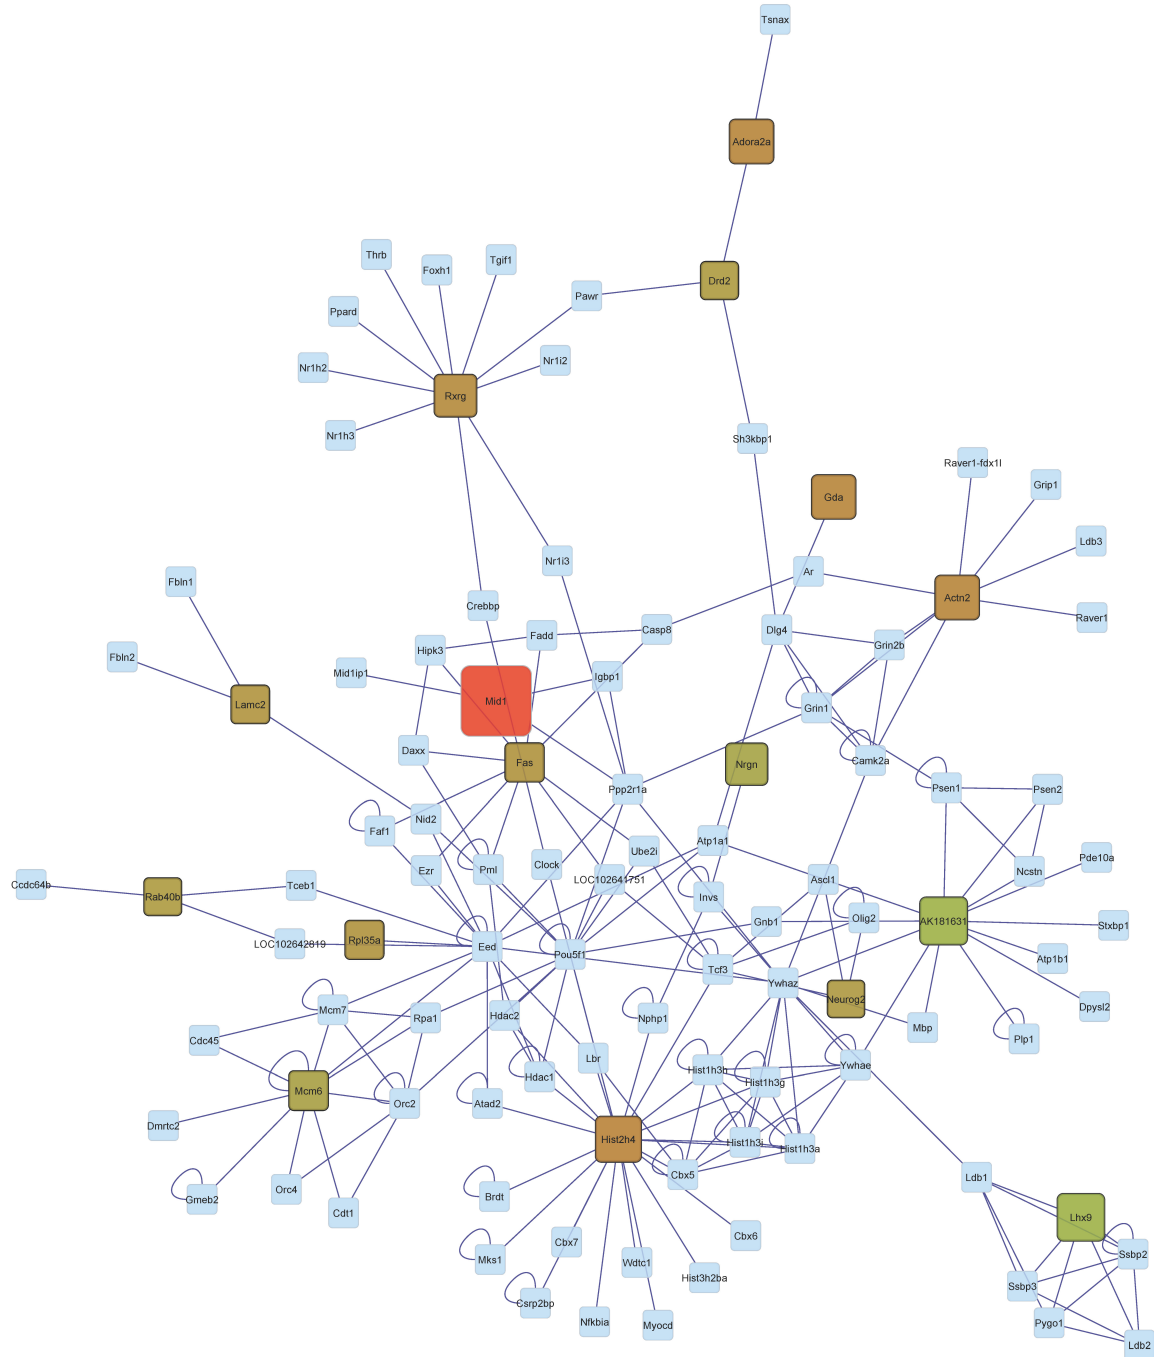 Tsnax
Adora2a
Thrb
Foxh1
Tgif1
Drd2
Pawr
Ppard
Nr1h2
Nr1i2
Rxrg
Nr1h3
Sh3kbp1
Raver1-fdx1l
Grip1
Gda
Ldb3
Nr1i3
Ar
Fbln1
Actn2
Crebbp
Raver1
Casp8
Dlg4
Fadd
Hipk3
Grin2b
Fbln2
Mid1ip1
Igbp1
Mid1
Lamc2
Grin1
Daxx
Fas
Nrgn
Camk2a
Ppp2r1a
Psen1
Psen2
Nid2
Faf1
Atp1a1
Ube2i
Pde10a
Ezr
Pml
Clock
Ncstn
LOC102641751
Ascl1
Ccdc64b
Tceb1
Rab40b
Invs
Gnb1
Olig2
AK181631
Stxbp1
LOC102642819
Rpl35a
Eed
Pou5f1
Atp1b1
Tcf3
Ywhaz
Neurog2
Dpysl2
Mcm7
Rpa1
Hdac2
Nphp1
Mbp
Plp1
Cdc45
Lbr
Ywhae
Hist1h3b
Hdac1
Hist1h3g
Mcm6
Orc2
Atad2
Dmrtc2
Hist2h4
Hist1h3i
Hist1h3a
Cbx5
Ldb1
Orc4
Brdt
Gmeb2
Cdt1
Lhx9
Cbx6
Cbx7
Ssbp2
Mks1
Wdtc1
Hist3h2ba
Ssbp3
Csrp2bp
Nfkbia
Myocd
Pygo1
Ldb2